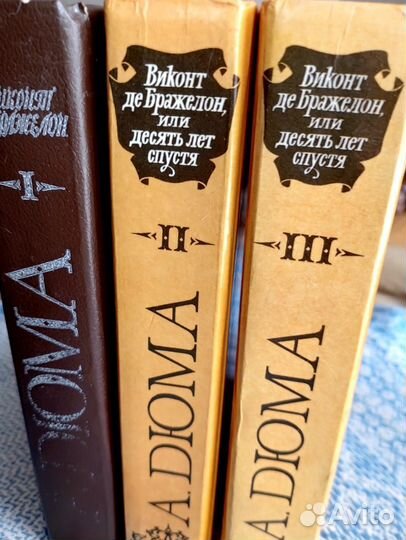 I
ДЮМА
Виконт
де Бражелон,
или
десять лет
спустя
II
А. ДЮМА
Виконт
де Бражелон,
или
десять лет
спустя
III
А. ДЮМА
Avito